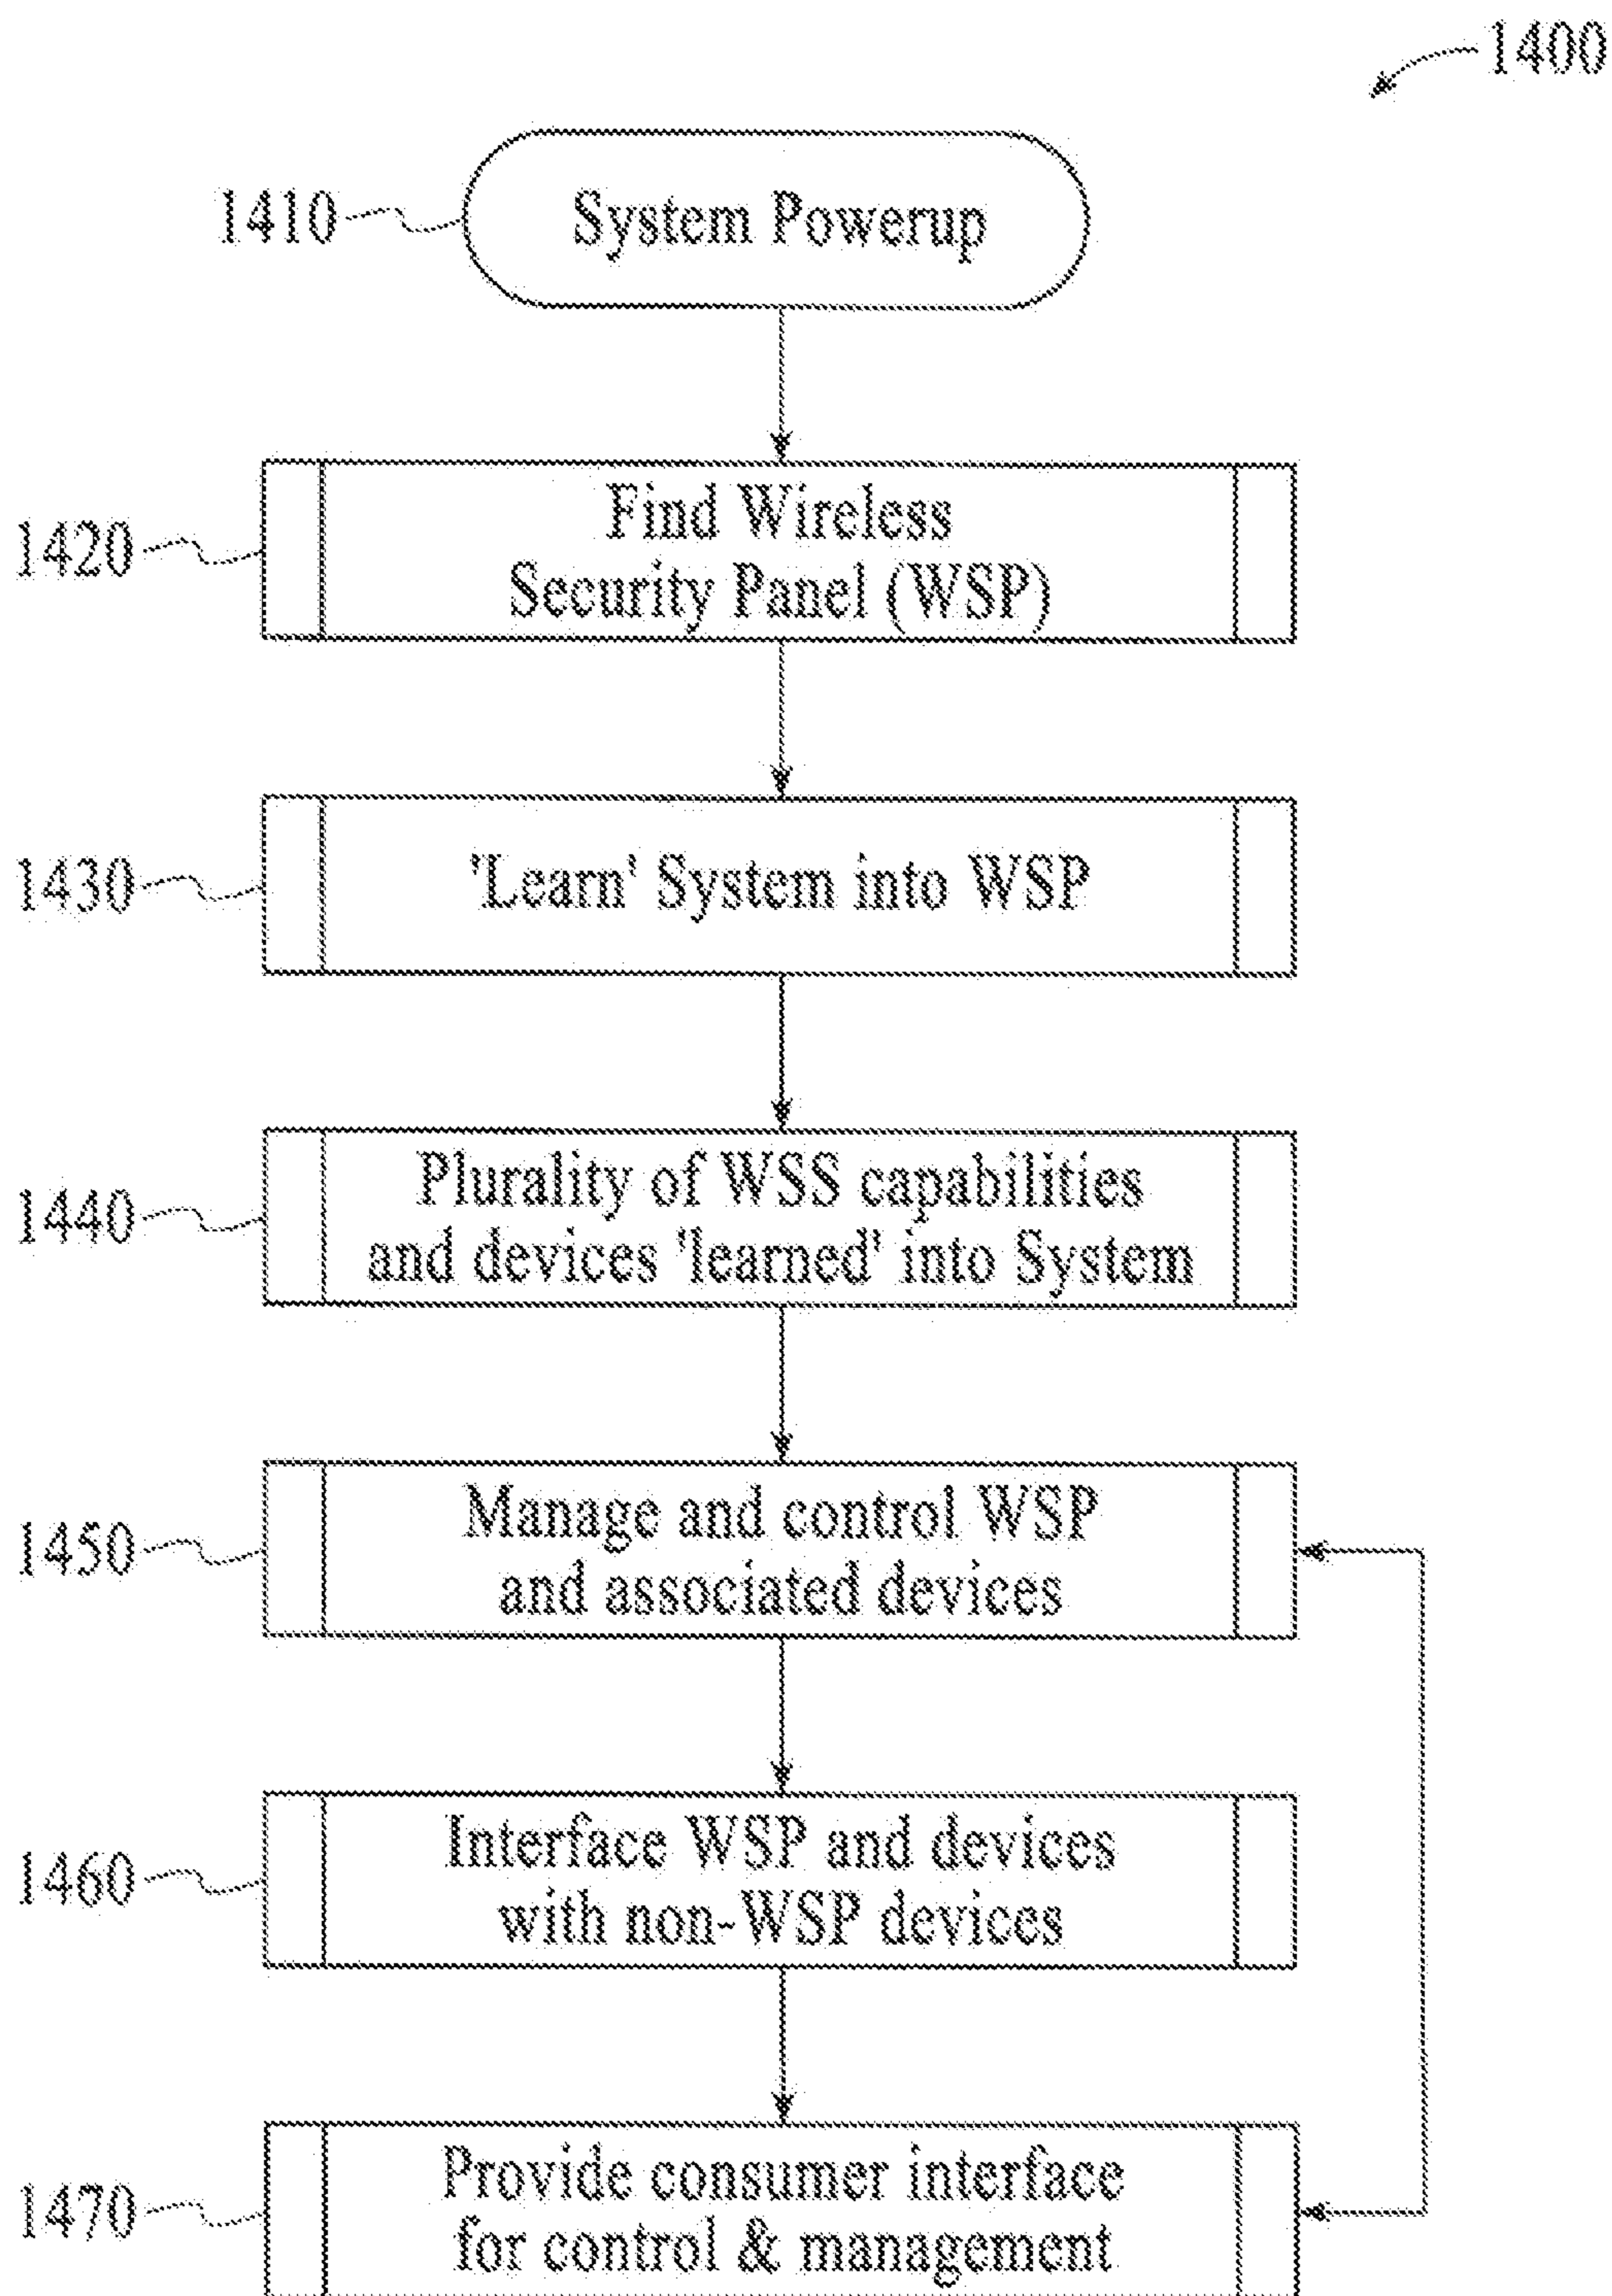 1400
1410
System Powerup
1420
Find Wireless
Security Panel (WSP)
1430
'Learn' System into WSP
1440
Plurality of WSS capabilities
and devices 'learned' into System
1450
Manage and control WSP
and associated devices
1460
Interface WSP and devices
with non-WSP devices
1470
Provide consumer interface
for control & management